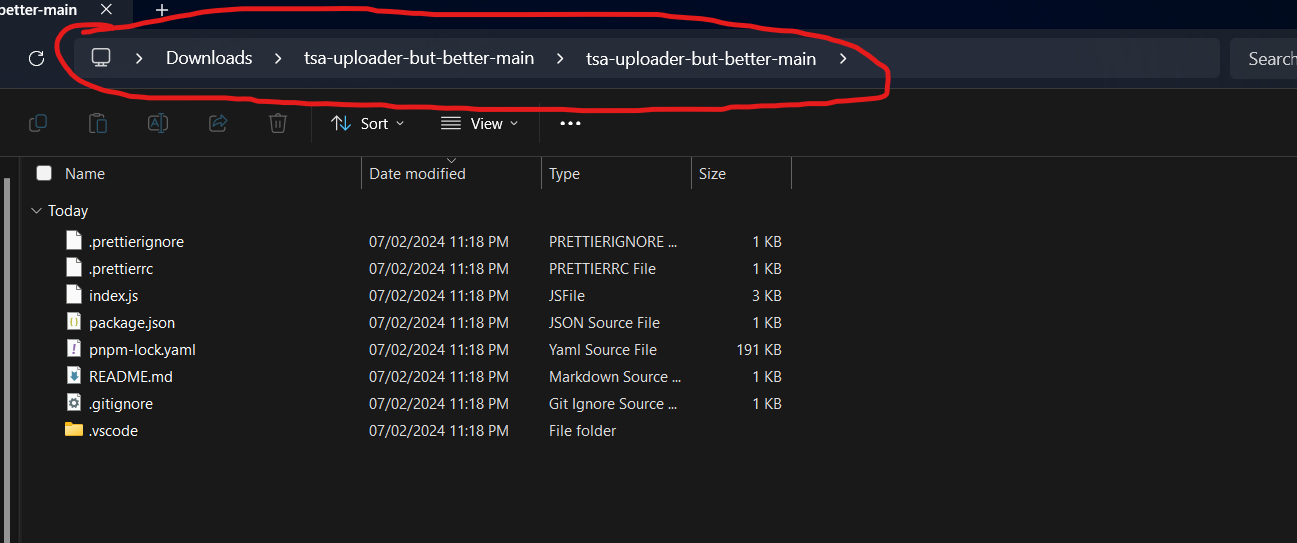 better-main
Downloads > tsa-uploader-but-better-main > tsa-uploader-but-better-main >
Search
Sort View
Name Date modified Type Size
Today
.prettierignore 07/02/2024 11:18 PM PRETTIERIGNORE ... 1 KB
.prettierrc 07/02/2024 11:18 PM PRETTIERRC File 1 KB
index.js 07/02/2024 11:18 PM JSFile 3 KB
package.json 07/02/2024 11:18 PM JSON Source File 1 KB
pnpm-lock.yaml 07/02/2024 11:18 PM Yaml Source File 191 KB
README.md 07/02/2024 11:18 PM Markdown Source ... 1 KB
.gitignore 07/02/2024 11:18 PM Git Ignore Source ... 1 KB
.vscode 07/02/2024 11:18 PM File folder